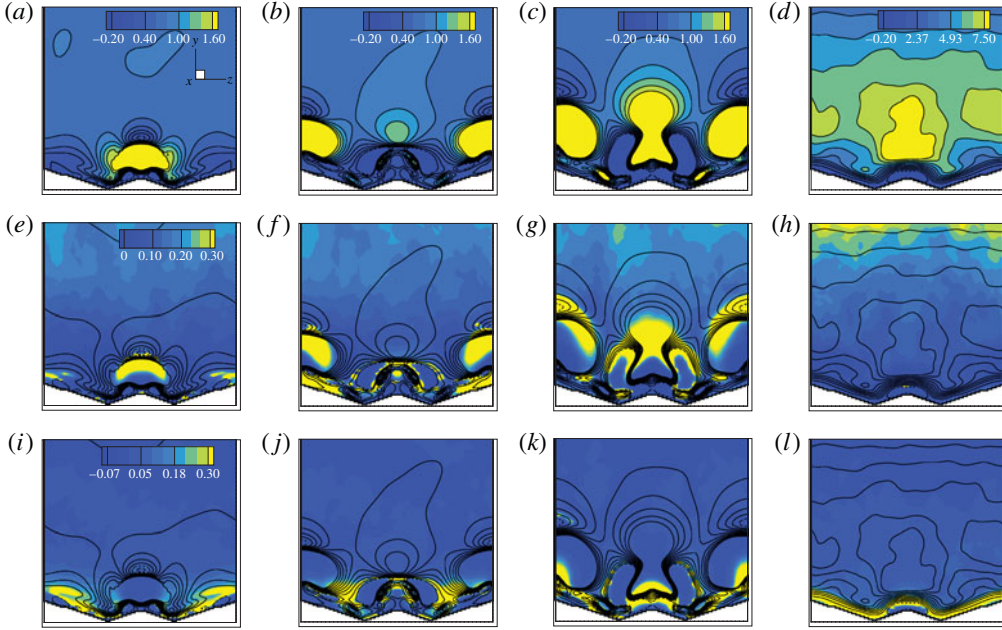 (a) (b) (c) (d)
−0.20 0.40 1.00 1.60
−0.20 0.40 1.00 1.60
−0.20 0.40 1.00 1.60
−0.20 2.37 4.93 7.50
y
x z
(e) (f) (g) (h)
0 0.10 0.20 0.30
(i) (j) (k) (l)
−0.07 0.05 0.18 0.30